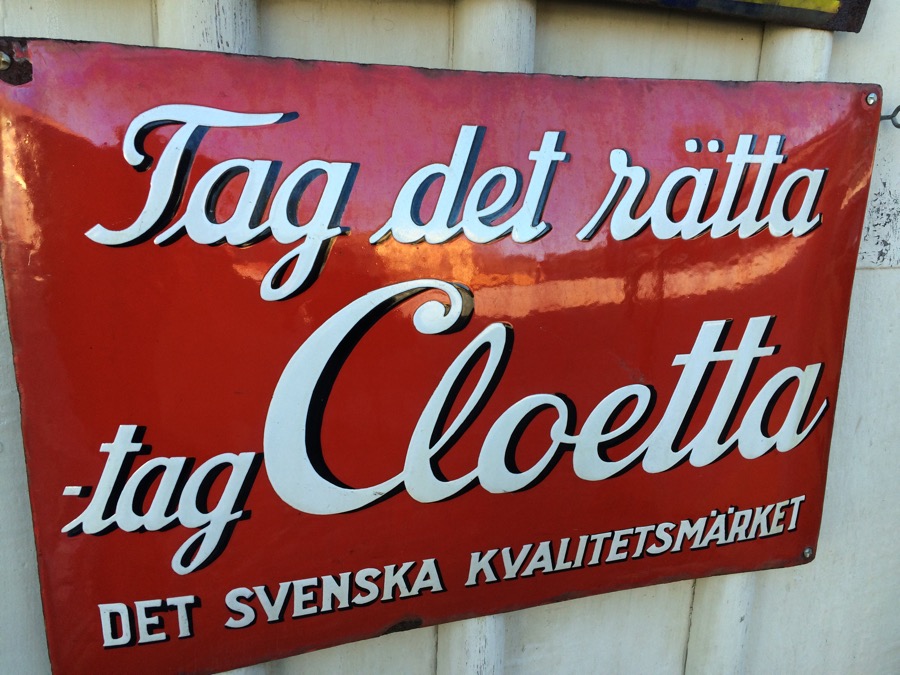 Tag det rätta
-tag Cloetta
DET SVENSKA KVALITETSMÄRKET